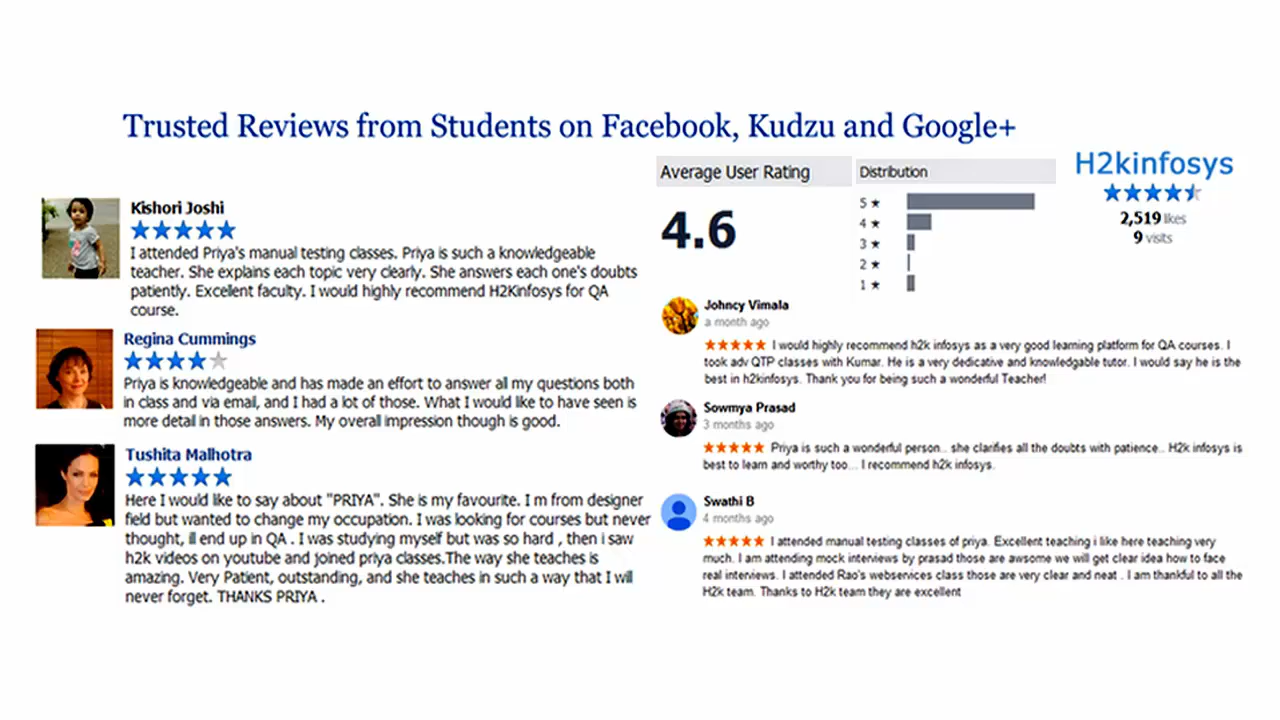 Trusted Reviews from Students on Facebook, Kudzu and Google+
Kishori Joshi
I attended Priya's manual testing classes. Priya is such a knowledgeable
teacher. She explains each topic very clearly. She answers each one's doubts
patiently. Excellent faculty. I would highly recommend H2Kinfosys for QA
course.
Regina Cummings
Priya is knowledgeable and has made an effort to answer all my questions both
in class and via email, and I had a lot of those. What I would like to have seen is
more detail in those answers. My overall impression though is good.
Tushita Malhotra
Here I would like to say about "PRIYA". She is my favourite. I m from designer
field but wanted to change my occupation. I was looking for courses but never
thought, ill end up in QA . I was studying myself but was so hard , then i saw
h2k videos on youtube and joined priya classes.The way she teaches is
amazing. Very Patient, outstanding, and she teaches in such a way that I will
never forget. THANKS PRIYA .
Average User Rating
4.6
Distribution
5 ★
4 ★
3 ★
2 ★
1 ★
H2kinfosys
2,519 likes
9 visits
Johncy Vimala
a month ago
I would highly recommend h2k infosys as a very good learning platform for QA courses. I
took adv QTP classes with Kumar. He is a very dedicative and knowledgable tutor. I would say he is the
best in h2kinfosys. Thank you for being such a wonderful Teacher!
Sowmya Prasad
3 months ago
Priya is such a wonderful person.. she clarifies all the doubts with patience.. H2k infosys is
best to learn and worthy too... I recommend h2k infosys.
Swathi B
4 months ago
I attended manual testing classes of priya. Excellent teaching i like here teaching very
much. I am attending mock interviews by prasad those are awsome we will get clear idea how to face
real interviews. I attended Rao's webservices class those are very clear and neat . I am thankful to all the
H2k team. Thanks to H2k team they are excellent